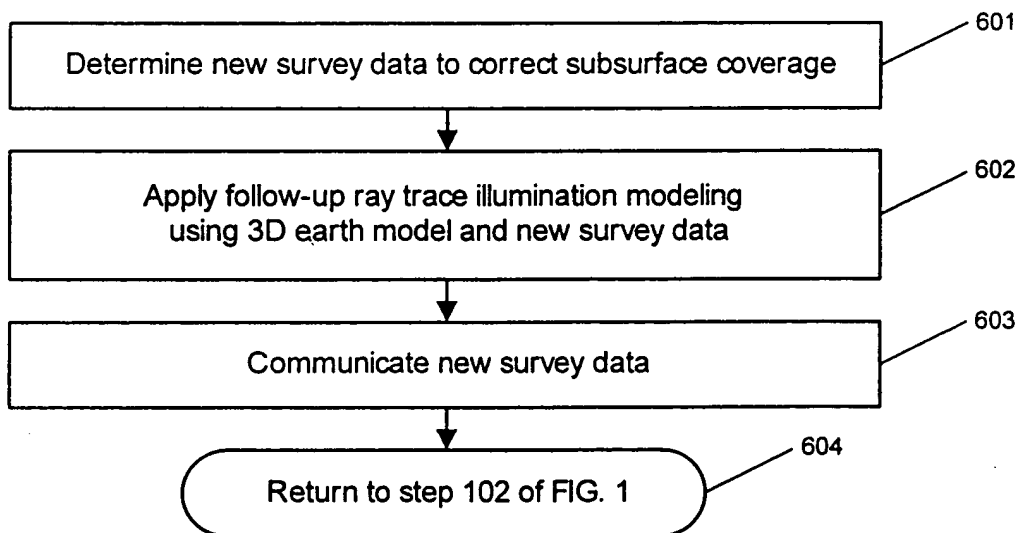 601
Determine new survey data to correct subsurface coverage
602
Apply follow-up ray trace illumination modeling
using 3D earth model and new survey data
603
Communicate new survey data
604
Return to step 102 of FIG. 1